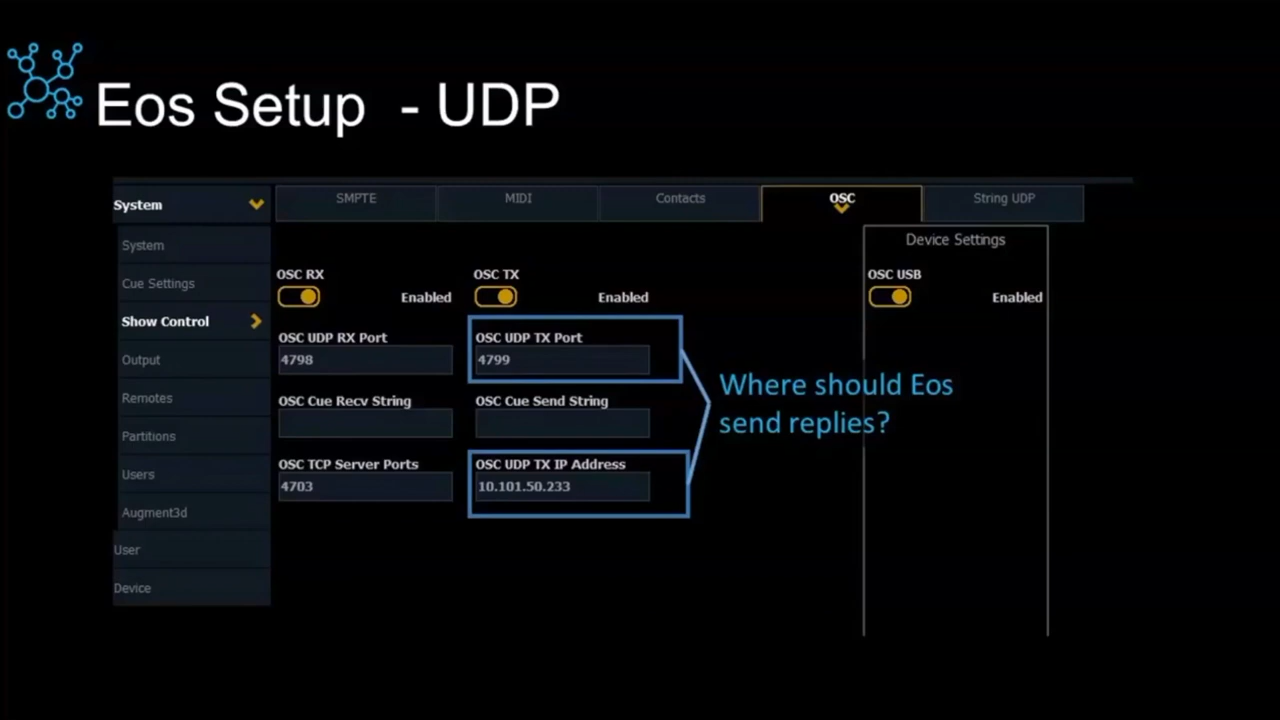 Eos Setup - UDP
System
SMPTE
MIDI
Contacts
OSC
String UDP
System
Cue Settings
Show Control
Output
Remotes
Partitions
Users
Augment3d
User
Device
OSC RX
Enabled
OSC TX
Enabled
OSC UDP RX Port
4798
OSC UDP TX Port
4799
OSC Cue Recv String
OSC Cue Send String
OSC TCP Server Ports
4703
OSC UDP TX IP Address
10.101.50.233
Where should Eos
send replies?
Device Settings
OSC USB
Enabled